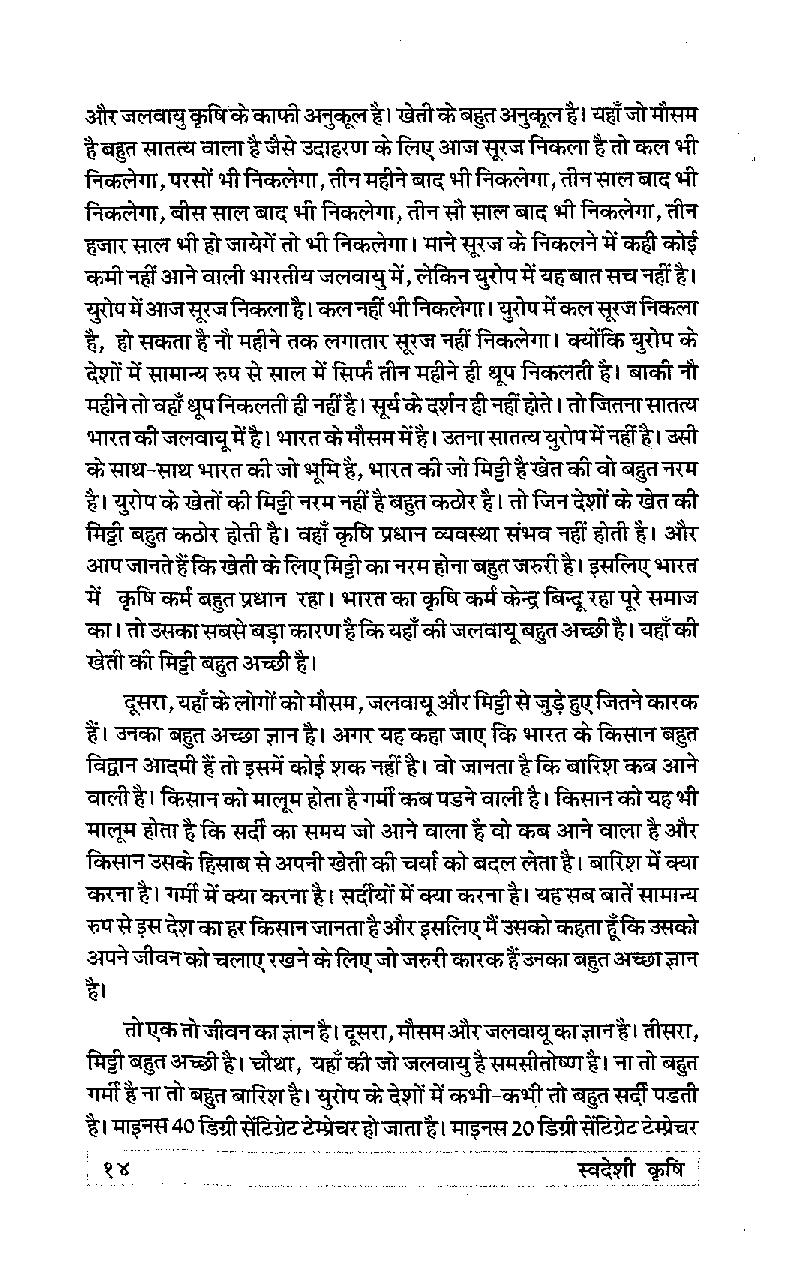 और जलवायु कृषि के काफी अनुकूल है। खेती के बहुत अनुकूल है। यहाँ जो मौसम
है बहुत सातत्य वाला है जैसे उदाहरण के लिए आज सूरज निकला है तो कल भी
निकलेगा, परसों भी निकलेगा, तीन महीने बाद भी निकलेगा, तीन साल बाद भी
निकलेगा, बीस साल बाद भी निकलेगा, तीन सौ साल बाद भी निकलेगा, तीन
हजार साल भी हो जायेगें तो भी निकलेगा। माने सूरज के निकलने में कही कोई
कमी नहीं आने वाली भारतीय जलवायु में, लेकिन युरोप में यह बात सच नहीं है।
युरोप में आज सूरज निकला है। कल नहीं भी निकलेगा। युरोप में कल सूरज निकला
है, हो सकता है नौ महीने तक लगातार सूरज नहीं निकलेगा। क्योंकि युरोप के
देशों में सामान्य रुप से साल में सिर्फ तीन महीने ही धूप निकलती है। बाकी नौ
महीने तो वहाँ धूप निकलती ही नहीं है। सूर्य के दर्शन ही नहीं होते। तो जितना सातत्य
भारत की जलवायू में है। भारत के मौसम में है। उतना सातत्य युरोप में नहीं है। उसी
के साथ-साथ भारत की जो भूमि है, भारत की जो मिट्टी है खेत की वो बहुत नरम
है। युरोप के खेतों की मिट्टी नरम नहीं है बहुत कठोर है। तो जिन देशों के खेत की
मिट्टी बहुत कठोर होती है। वहाँ कृषि प्रधान व्यवस्था संभव नहीं होती है। और
आप जानते हैं कि खेती के लिए मिट्टी का नरम होना बहुत जरुरी है। इसलिए भारत
में कृषि कर्म बहुत प्रधान रहा। भारत का कृषि कर्म केन्द्र बिन्दू रहा पूरे समाज
का। तो उसका सबसे बड़ा कारण है कि यहाँ की जलवायू बहुत अच्छी है। यहाँ की
खेती की मिट्टी बहुत अच्छी है।
दूसरा, यहाँ के लोगों को मौसम, जलवायू और मिट्टी से जुड़े हुए जितने कारक
हैं। उनका बहुत अच्छा ज्ञान है। अगर यह कहा जाए कि भारत के किसान बहुत
विद्वान आदमी हैं तो इसमें कोई शक नहीं है। वो जानता है कि बारिश कब आने
वाली है। किसान को मालूम होता है गर्मी कब पडने वाली है। किसान को यह भी
मालूम होता है कि सर्दी का समय जो आने वाला है वो कब आने वाला है और
किसान उसके हिसाब से अपनी खेती की चर्या को बदल लेता है। बारिश में क्या
करना है। गर्मी में क्या करना है। सर्दीयों में क्या करना है। यह सब बातें सामान्य
रुप से इस देश का हर किसान जानता है और इसलिए मैं उसको कहता हूँ कि उसको
अपने जीवन को चलाए रखने के लिए जो जरुरी कारक हैं उनका बहुत अच्छा ज्ञान
है।
तो एक तो जीवन का ज्ञान है। दूसरा, मौसम और जलवायू का ज्ञान है। तीसरा,
मिट्टी बहुत अच्छी है। चौथा, यहाँ की जो जलवायु है समसीतोष्ण है। ना तो बहुत
गर्मी है ना तो बहुत बारिश है। युरोप के देशों में कभी-कभी तो बहुत सर्दी पडती
है। माइनस 40 डिग्री सेंटिग्रेट टेम्प्रेचर हो जाता है। माइनस 20 डिग्री सेंटिग्रेट टेम्प्रेचर
१४ स्वदेशी कृषि